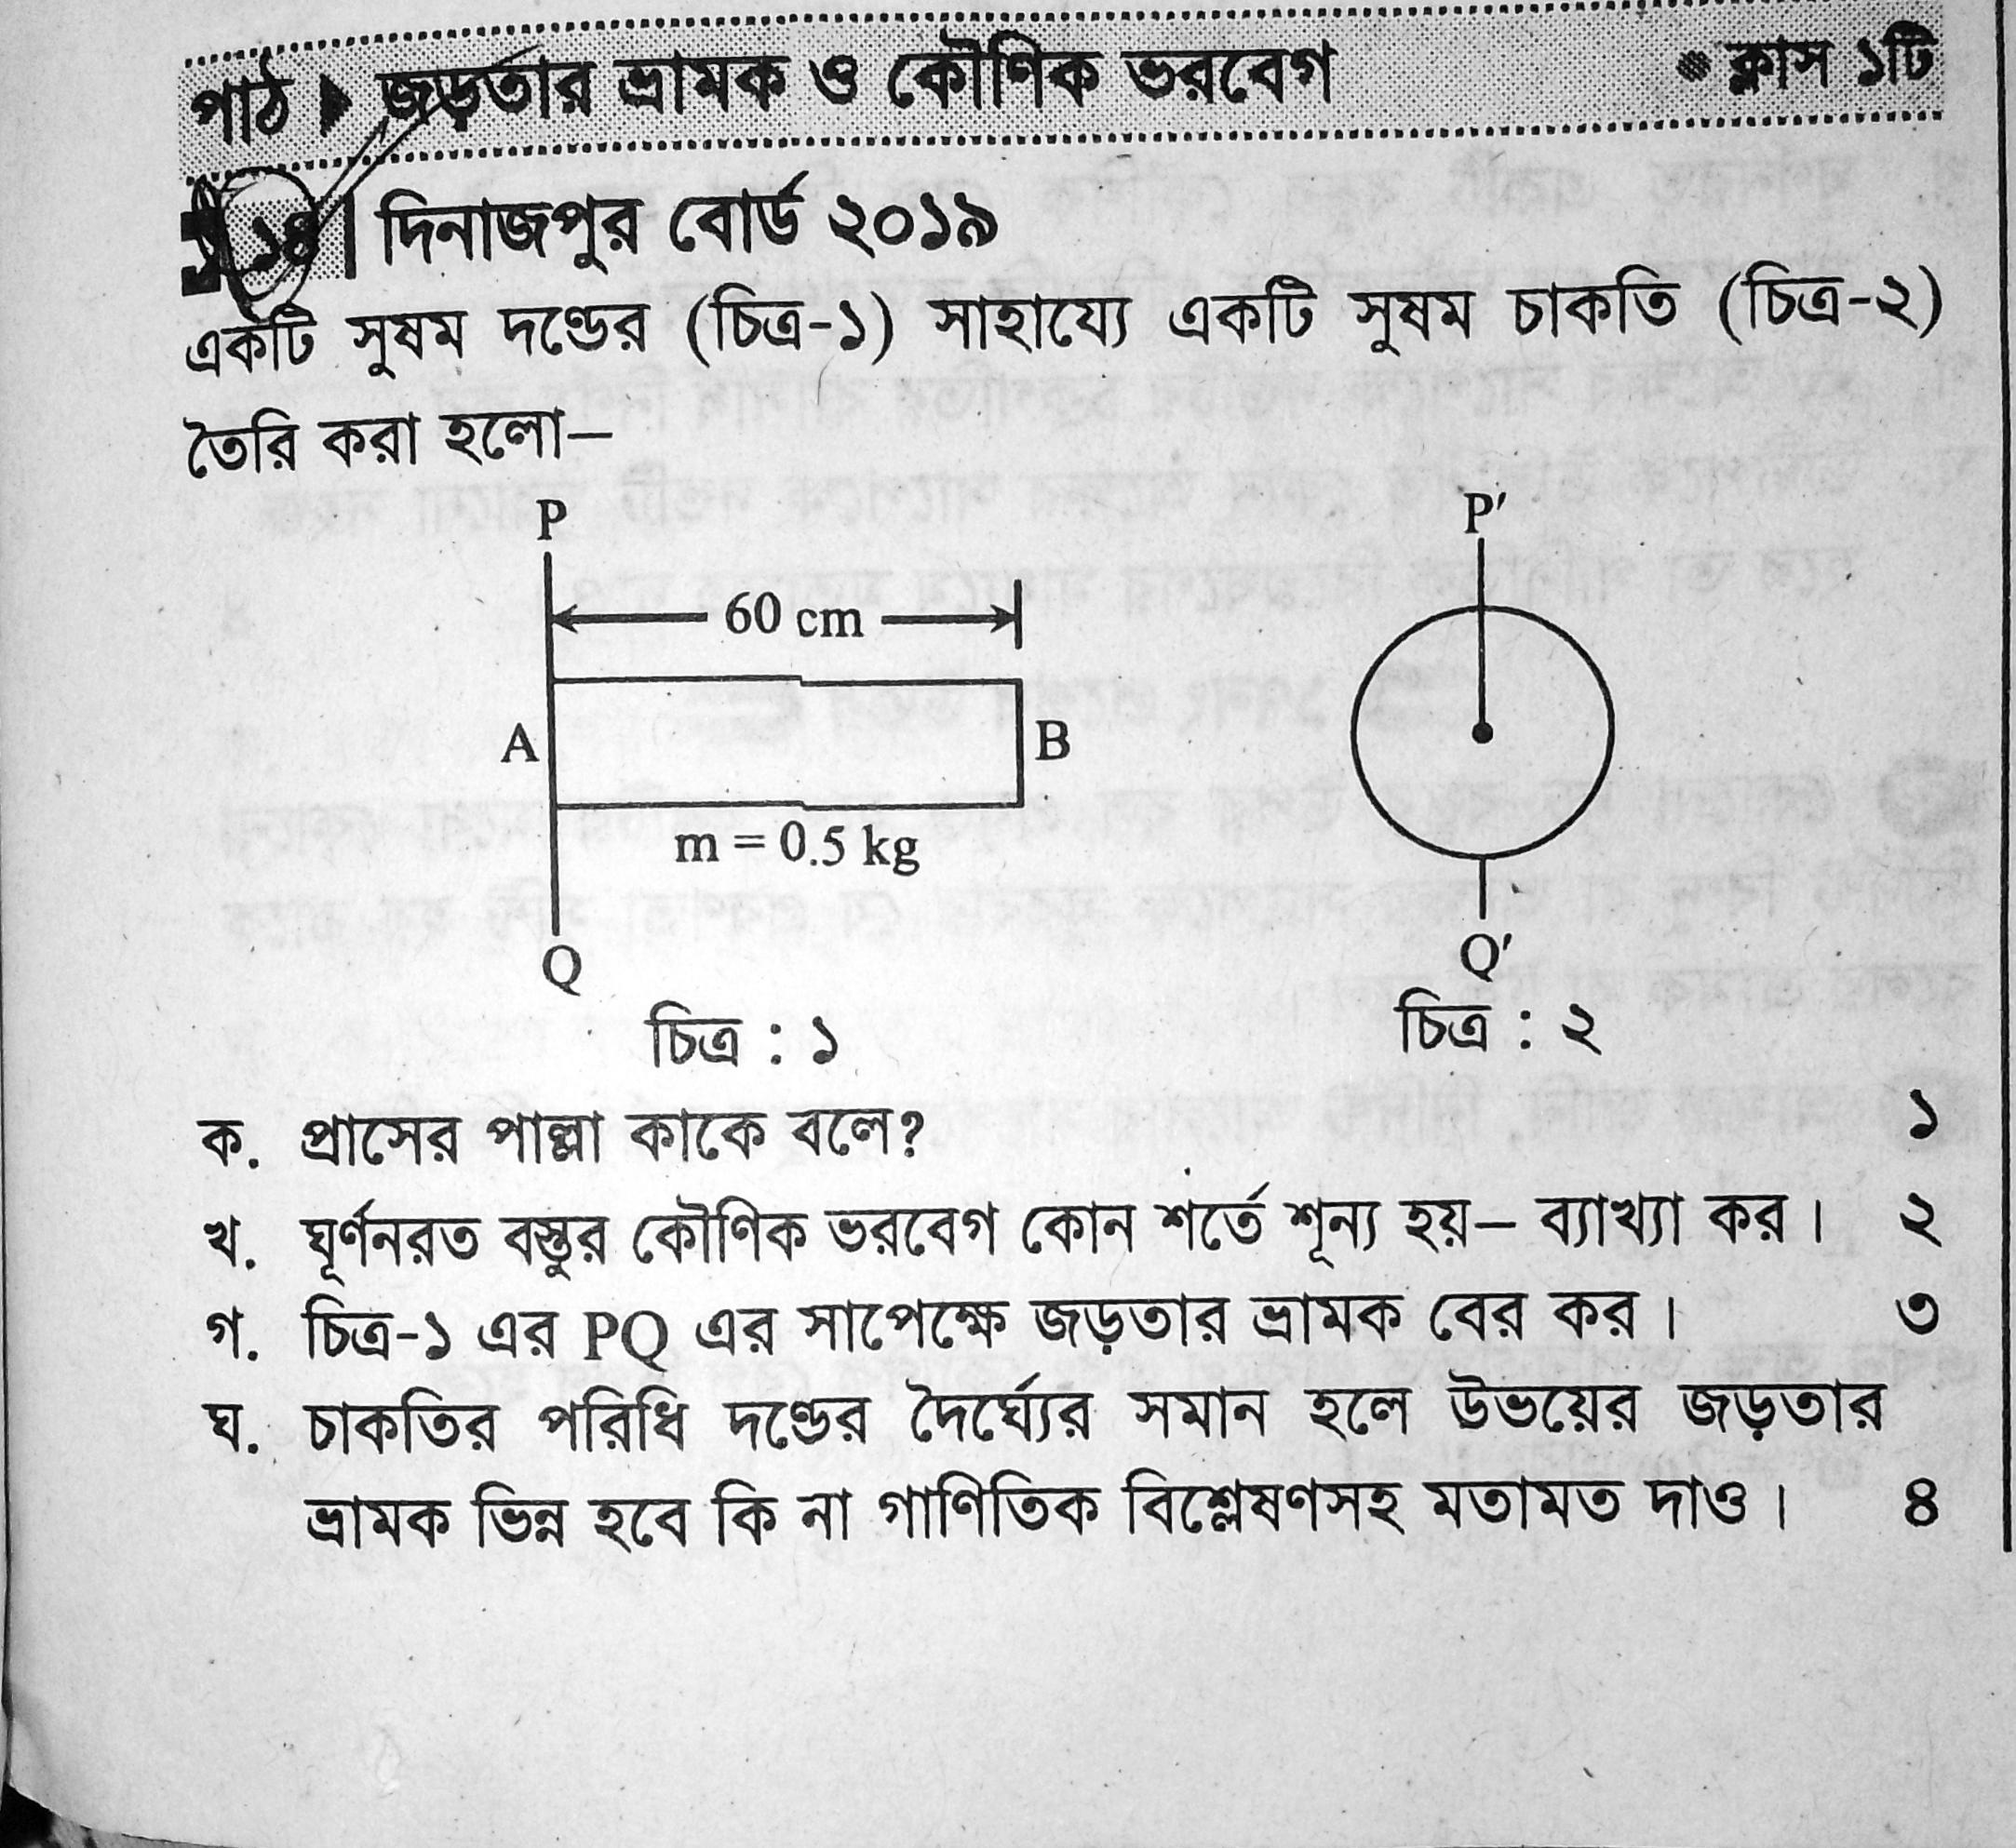 পাঠ ▶ জড়তার ভ্রামক ও কৌণিক ভরবেগ ● ক্লাস ১টি
১৪ | দিনাজপুর বোর্ড ২০১৯
একটি সুষম দণ্ডের (চিত্র-১) সাহায্যে একটি সুষম চাকতি (চিত্র-২)
তৈরি করা হলো–
P P′
60 cm
A B
m = 0.5 kg
Q Q′
চিত্র : ১ চিত্র : ২
ক. প্রাসের পাল্লা কাকে বলে? ১
খ. ঘূর্ণনরত বস্তুর কৌণিক ভরবেগ কোন শর্তে শূন্য হয়– ব্যাখ্যা কর। ২
গ. চিত্র-১ এর PQ এর সাপেক্ষে জড়তার ভ্রামক বের কর। ৩
ঘ. চাকতির পরিধি দণ্ডের দৈর্ঘ্যের সমান হলে উভয়ের জড়তার
ভ্রামক ভিন্ন হবে কি না গাণিতিক বিশ্লেষণসহ মতামত দাও। ৪